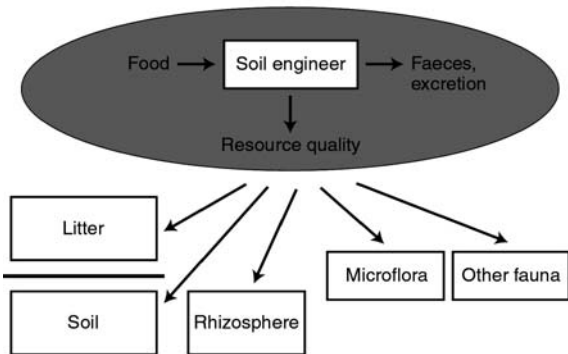 Food
Soil engineer
Faeces,
excretion
Resource quality
Litter
Soil
Rhizosphere
Microflora
Other fauna